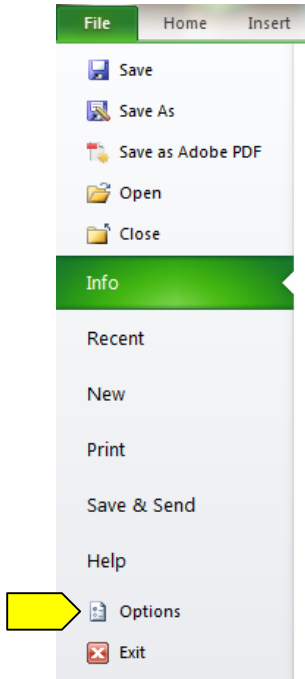 File Home Insert
Save
Save As
Save as Adobe PDF
Open
Close
Info
Recent
New
Print
Save & Send
Help
Options
Exit